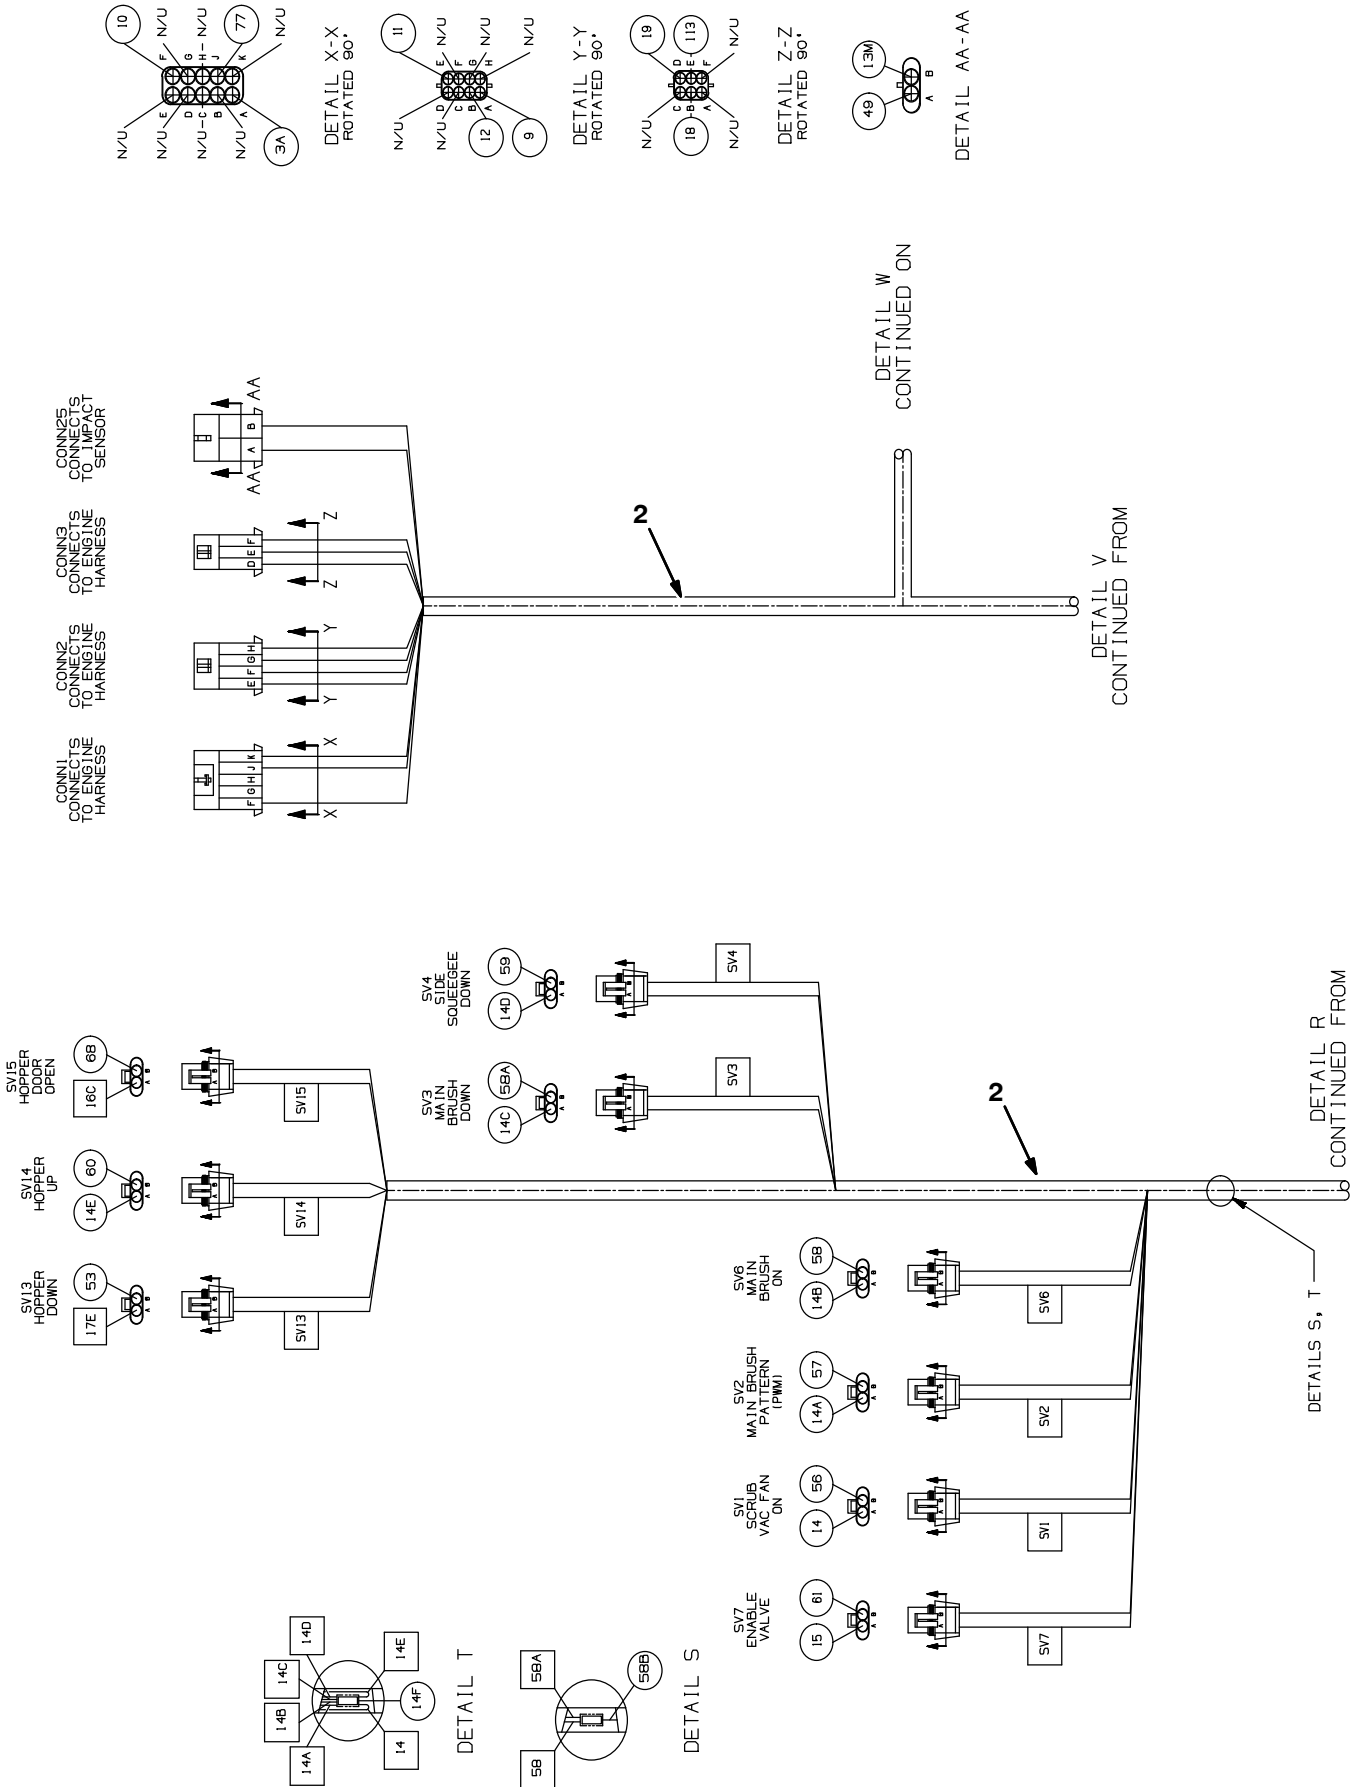 CONN1
CONNECTS
TO ENGINE
HARNESS
F G H J K
X X
CONN2
CONNECTS
TO ENGINE
HARNESS
E F G H
Y Y
CONN3
CONNECTS
TO ENGINE
HARNESS
D E F
Z Z
CONN25
CONNECTS
TO IMPACT
SENSOR
A B
AA AA
2
DETAIL V
CONTINUED FROM
DETAIL W
CONTINUED ON
N/U 10
N/U N/U
N/U N/U
N/U 77
3A N/U
E D C B A
F G H J K
DETAIL X-X
ROTATED 90°
N/U 11
N/U N/U
12 N/U
9 N/U
D C B A
E F G H
DETAIL Y-Y
ROTATED 90°
N/U 19
18 113
N/U N/U
C B A
D E F
DETAIL Z-Z
ROTATED 90°
49 13M
A B
DETAIL AA-AA
SV13
HOPPER
DOWN
17E 53
A B
SV13
SV14
HOPPER
UP
14E 60
A B
SV14
SV15
HOPPER
DOOR
OPEN
16C 68
A B
SV15
SV3
MAIN
BRUSH
DOWN
14C 58A
A B
SV3
SV4
SIDE
SQUEEGEE
DOWN
14D 59
A B
SV4
2
SV7
ENABLE
VALVE
15 61
A B
SV7
SV1
SCRUB
VAC FAN
ON
14 56
A B
SV1
SV2
MAIN BRUSH
PATTERN
(PWM)
14A 57
A B
SV2
SV6
MAIN
BRUSH
ON
14B 58
A B
SV6
DETAILS S, T
DETAIL R
CONTINUED FROM
14A 14B 14C 14D
14 14F 14E
DETAIL T
58 58A
58B
DETAIL S